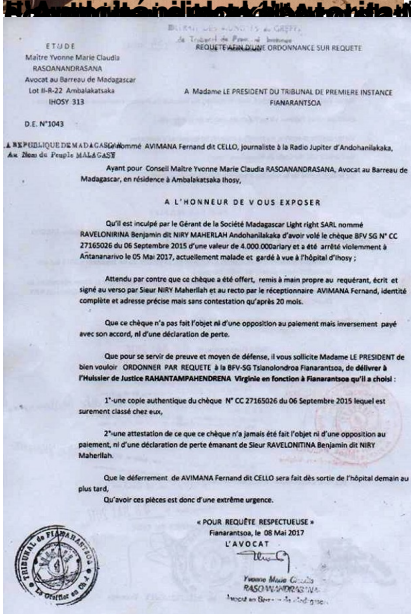 ETUDE
Maître Yvonne Marie Claudia
RASOANANDRASANA
Avocat au Barreau de Madagascar
Lot II-R-22 Ambalakatsaka
IHOSY 313
D.E. N°1043
REQUETE AFIN D'UNE ORDONNANCE SUR REQUETE
A Madame LE PRESIDENT DU TRIBUNAL DE PREMIERE INSTANCE
FIANARANTSOA
nommé AVIMANA Fernand dit CELLO, journaliste à la Radio Jupiter d'Andohanilakaka,
Ayant pour Conseil Maître Yvonne Marie Claudia RASOANANDRASANA, Avocat au Barreau de
Madagascar, en résidence à Ambalakatsaka Ihosy,
A L'HONNEUR DE VOUS EXPOSER
Qu'il est inculpé par le Gérant de la Société Madagascar Light right SARL nommé
RAVELONIRINA Benjamin dit NIRY MAHERLAH Andohanilakaka d'avoir volé le chèque BFV SG N° CC
27165026 du 06 Septembre 2015 d'une valeur de 4.000.000ariary et a été arrêté violemment à
Antananarivo le 05 Mai 2017, actuellement malade et gardé à vue à l'hôpital d'Ihosy ;
Attendu par contre que ce chèque a été offert, remis à main propre au requérant, écrit et
signé au verso par Sieur NIRY Maherllah et au recto par le réceptionnaire AVIMANA Fernand, identité
complète et adresse précise mais sans contestation qu'après 20 mois.
Que ce chèque n'a pas fait l'objet ni d'une opposition au paiement mais inversement payé
avec son accord, ni d'une déclaration de perte.
Que pour se servir de preuve et moyen de défense, il vous sollicite Madame LE PRESIDENT de
bien vouloir ORDONNER PAR REQUETE à la BFV-SG Tsianolondroa Fianarantsoa, de délivrer à
l'Huissier de Justice RAHANTAMPAHENDRENA Virginie en fonction à Fianarantsoa qu'il a choisi :
1°-une copie authentique du chèque N° CC 27165026 du 06 Septembre 2015 lequel est
surement classé chez eux,
2°-une attestation de ce que ce chèque n'a jamais été fait l'objet ni d'une opposition au
paiement, ni d'une déclaration de perte émanant de Sieur RAVELONITINA Benjamin dit NIRY
Maherllah.
Que le déferrement de AVIMANA Fernand dit CELLO sera fait dès sortie de l'hôpital demain au
plus tard,
Qu'avoir ces pièces est donc d'une extrême urgence.
« POUR REQUÊTE RESPECTUEUSE »
Fianarantsoa, le 08 Mai 2017
L'AVOCAT
Yvonne Marie Claudia
RASOANANDRASANA
Avocat au Barreau de Madagascar